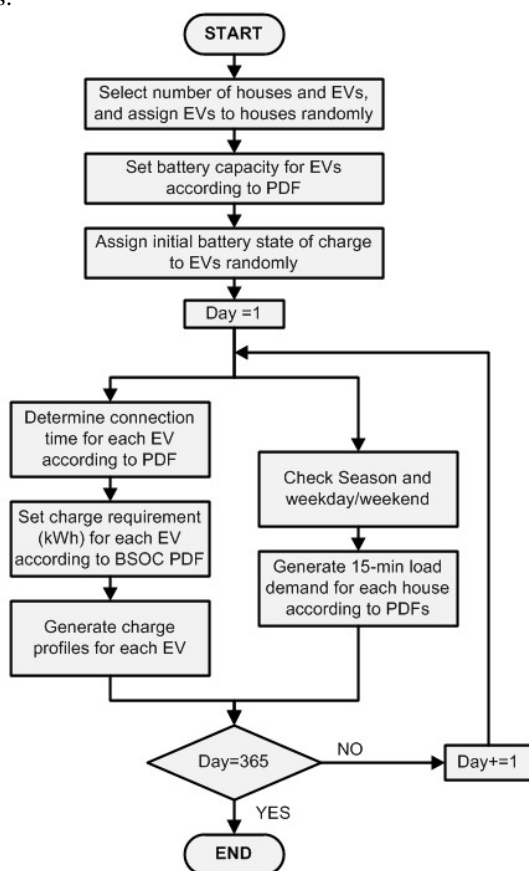 s.
START
Select number of houses and EVs,
and assign EVs to houses randomly
Set battery capacity for EVs
according to PDF
Assign initial battery state of charge
to EVs randomly
Day =1
Determine connection
time for each EV
according to PDF
Set charge requirement
(kWh) for each EV
according to BSOC PDF
Generate charge
profiles for each EV
Check Season and
weekday/weekend
Generate 15-min load
demand for each house
according to PDFs
Day=365
NO
Day+=1
YES
END